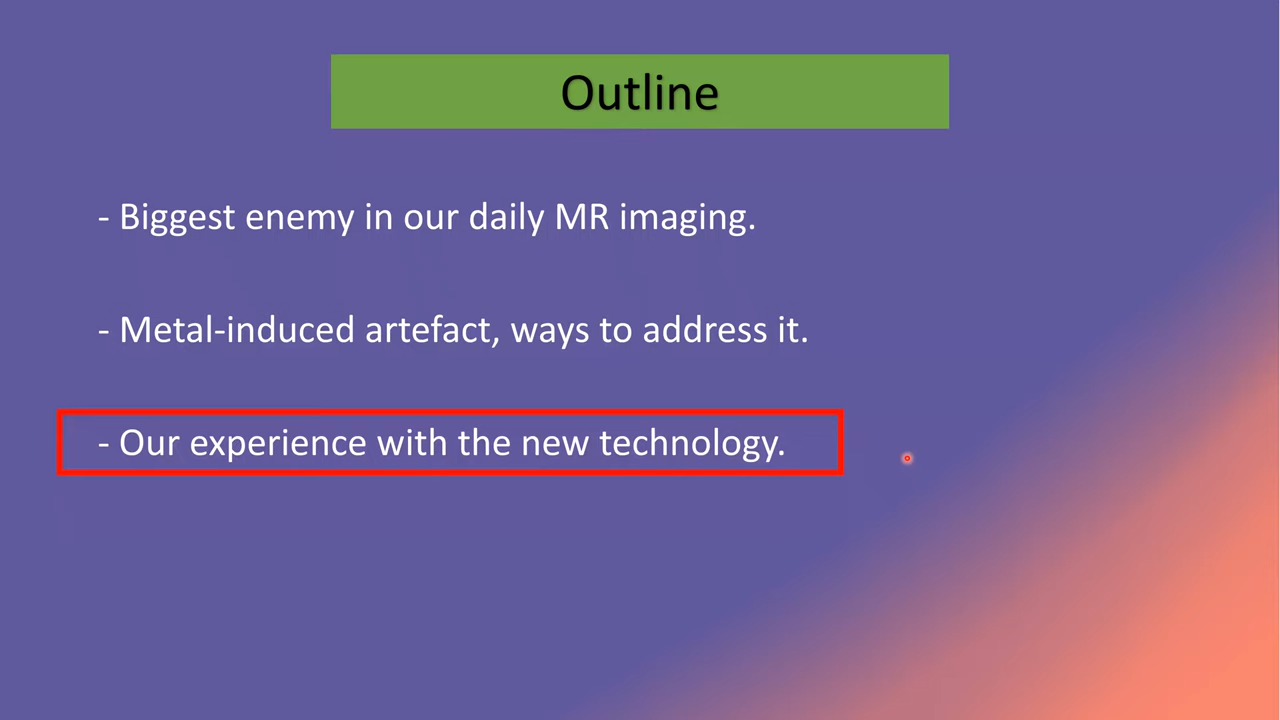 Outline
- Biggest enemy in our daily MR imaging.
- Metal-induced artefact, ways to address it.
- Our experience with the new technology.